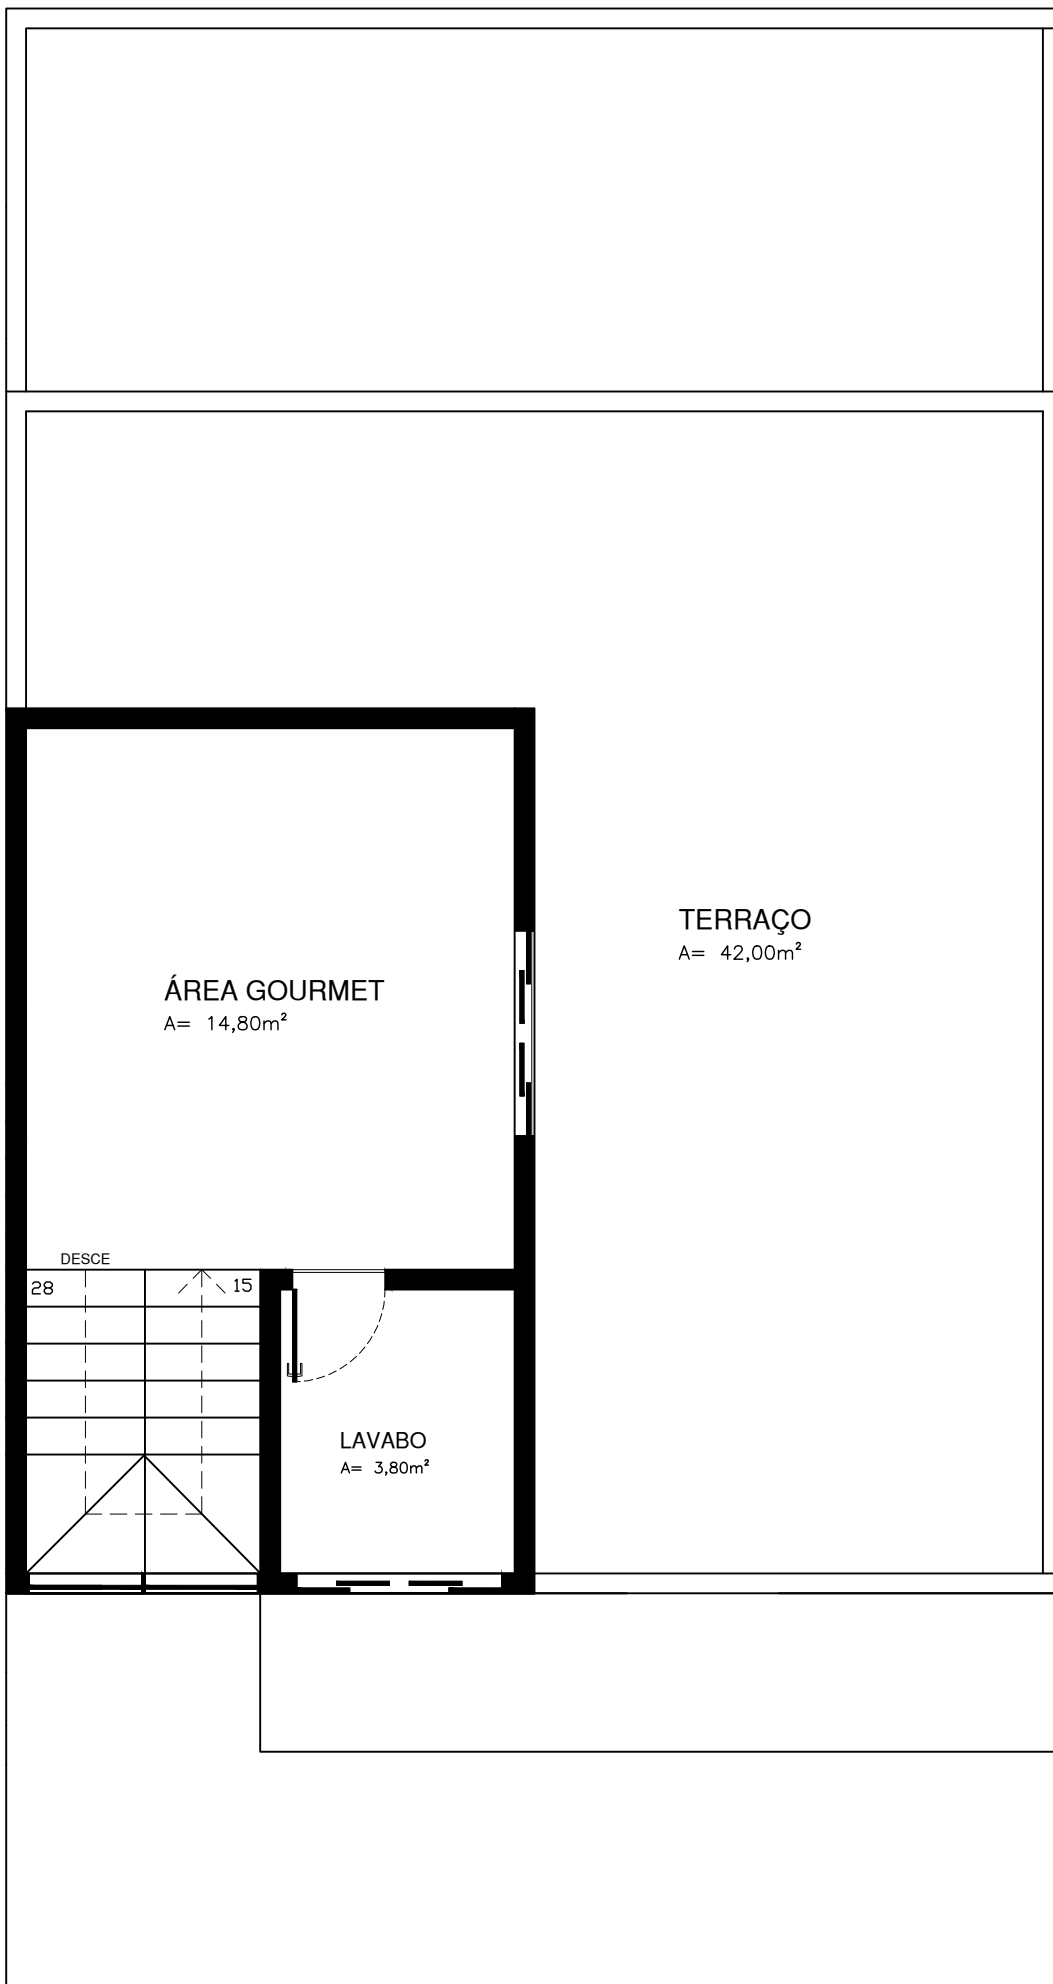 TERRAÇO
A= 42,00m²
ÁREA GOURMET
A= 14,80m²
DESCE
28
15
LAVABO
A= 3,80m²